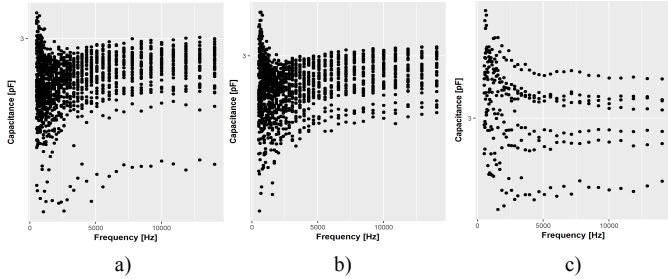 Capacitance [pF]
3
0
5000
10000
Frequency [Hz]
a)
Capacitance [pF]
3
0
5000
10000
Frequency [Hz]
b)
Capacitance [pF]
3
0
5000
10000
Frequency [Hz]
c)